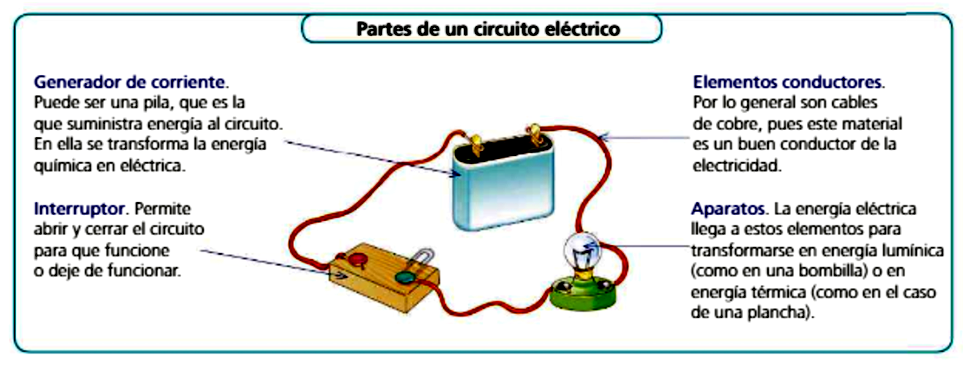 Partes de un circuito eléctrico
Generador de corriente.
Puede ser una pila, que es la
que suministra energía al circuito.
En ella se transforma la energía
química en eléctrica.
Interruptor. Permite
abrir y cerrar el circuito
para que funcione
o deje de funcionar.
Elementos conductores.
Por lo general son cables
de cobre, pues este material
es un buen conductor de la
electricidad.
Aparatos. La energía eléctrica
llega a estos elementos para
transformarse en energía lumínica
(como en una bombilla) o en
energía térmica (como en el caso
de una plancha).